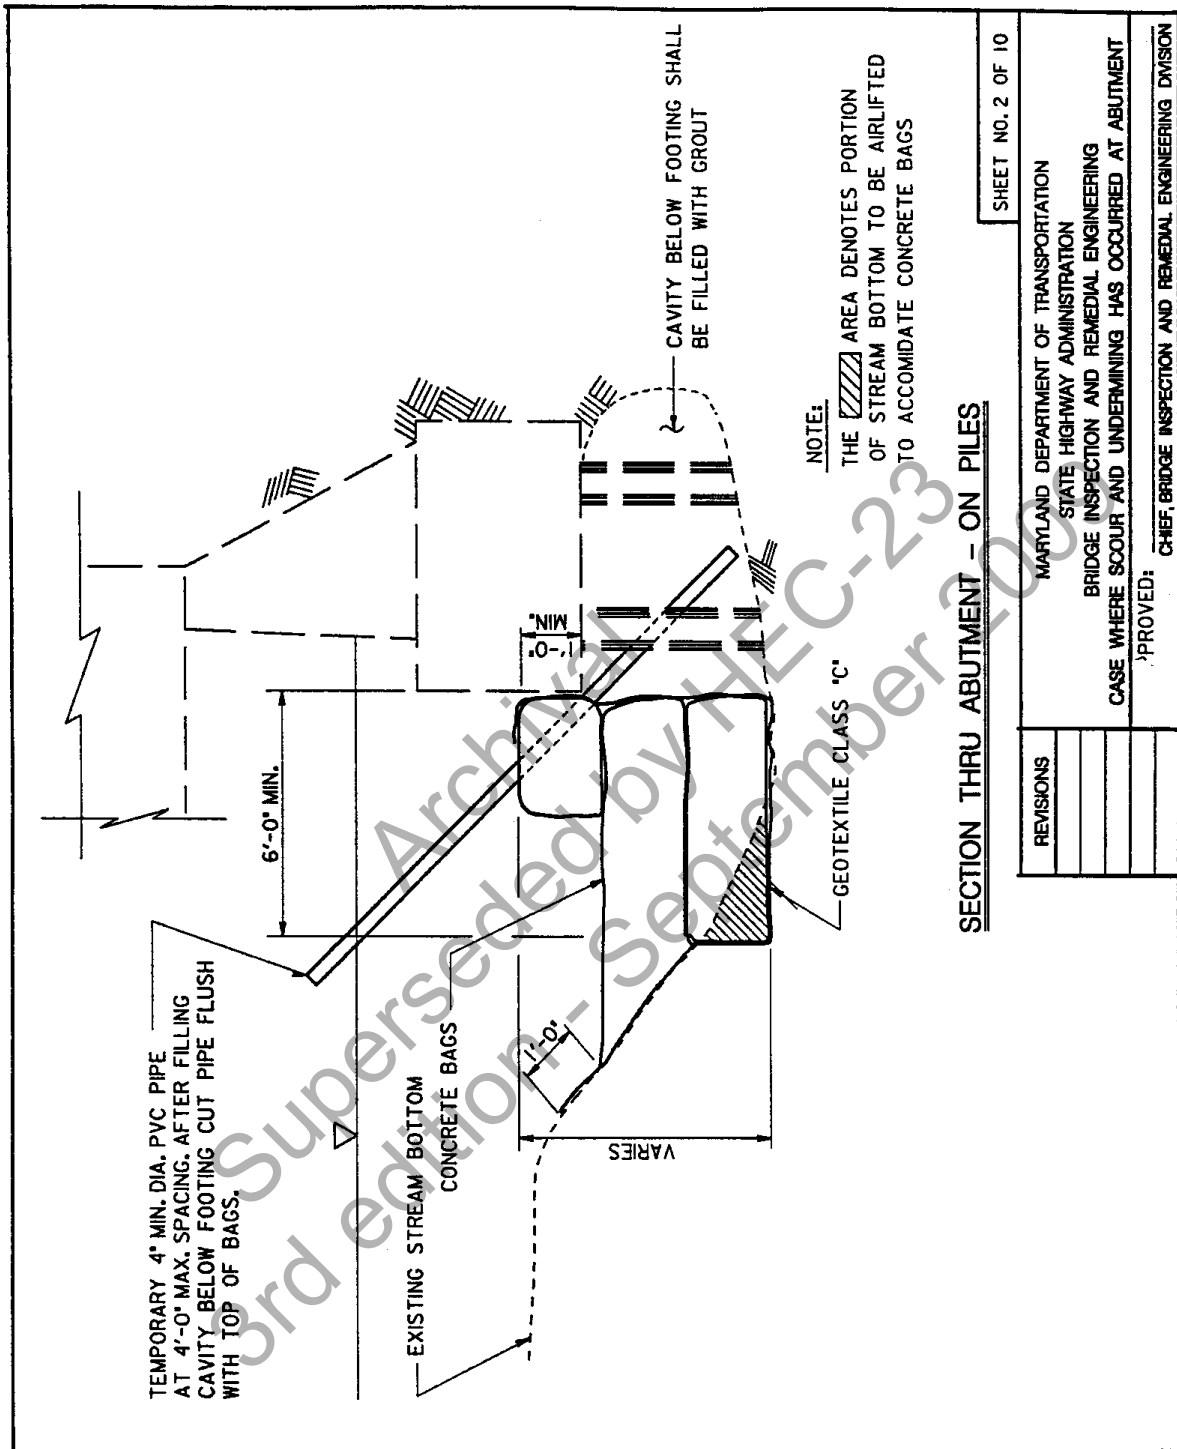 TEMPORARY 4" MIN. DIA. PVC PIPE
AT 4'-0" MAX. SPACING. AFTER FILLING
CAVITY BELOW FOOTING CUT PIPE FLUSH
WITH TOP OF BAGS.
6'-0" MIN.
EXISTING STREAM BOTTOM
CONCRETE BAGS
1'-0"
VARIES
1'-0"
MIN.
CAVITY BELOW FOOTING SHALL
BE FILLED WITH GROUT
GEOTEXTILE CLASS "C"
NOTE:
THE AREA DENOTES PORTION
OF STREAM BOTTOM TO BE AIRLIFTED
TO ACCOMIDATE CONCRETE BAGS
SECTION THRU ABUTMENT - ON PILES
SHEET NO. 2 OF 10
REVISIONS
MARYLAND DEPARTMENT OF TRANSPORTATION
STATE HIGHWAY ADMINISTRATION
BRIDGE INSPECTION AND REMEDIAL ENGINEERING
CASE WHERE SCOUR AND UNDERMINING HAS OCCURRED AT ABUTMENT
PROVED:
CHIEF, BRIDGE INSPECTION AND REMEDIAL ENGINEERING DIVISION
Archival
Superseded by HEC-23
3rd edition - September 2009